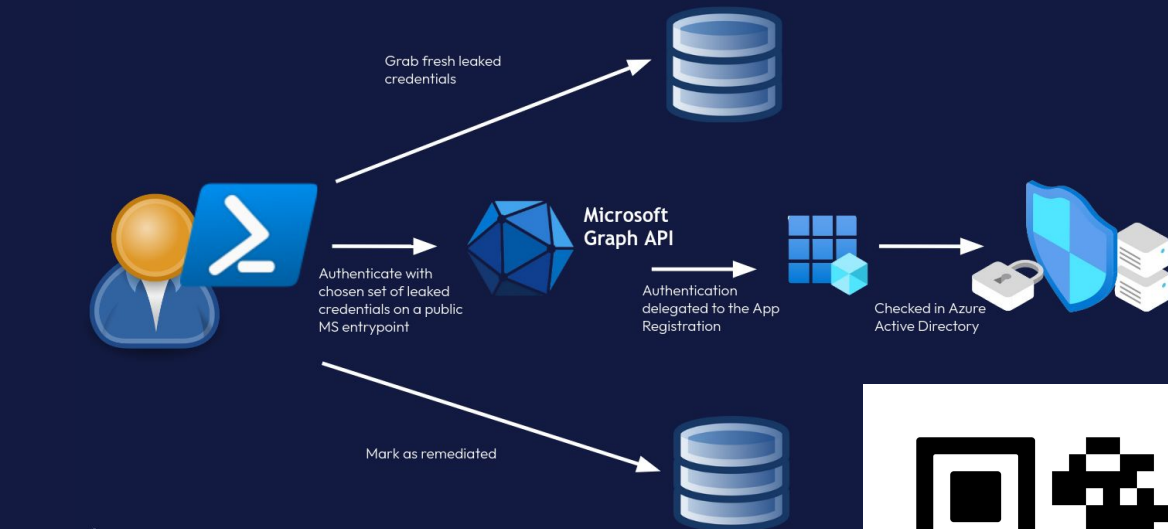 Grab fresh leaked
credentials
Microsoft
Graph API
Authenticate with
chosen set of leaked
credentials on a public
MS entrypoint
Authentication
delegated to the App
Registration
Checked in Azure
Active Directory
Mark as remediated